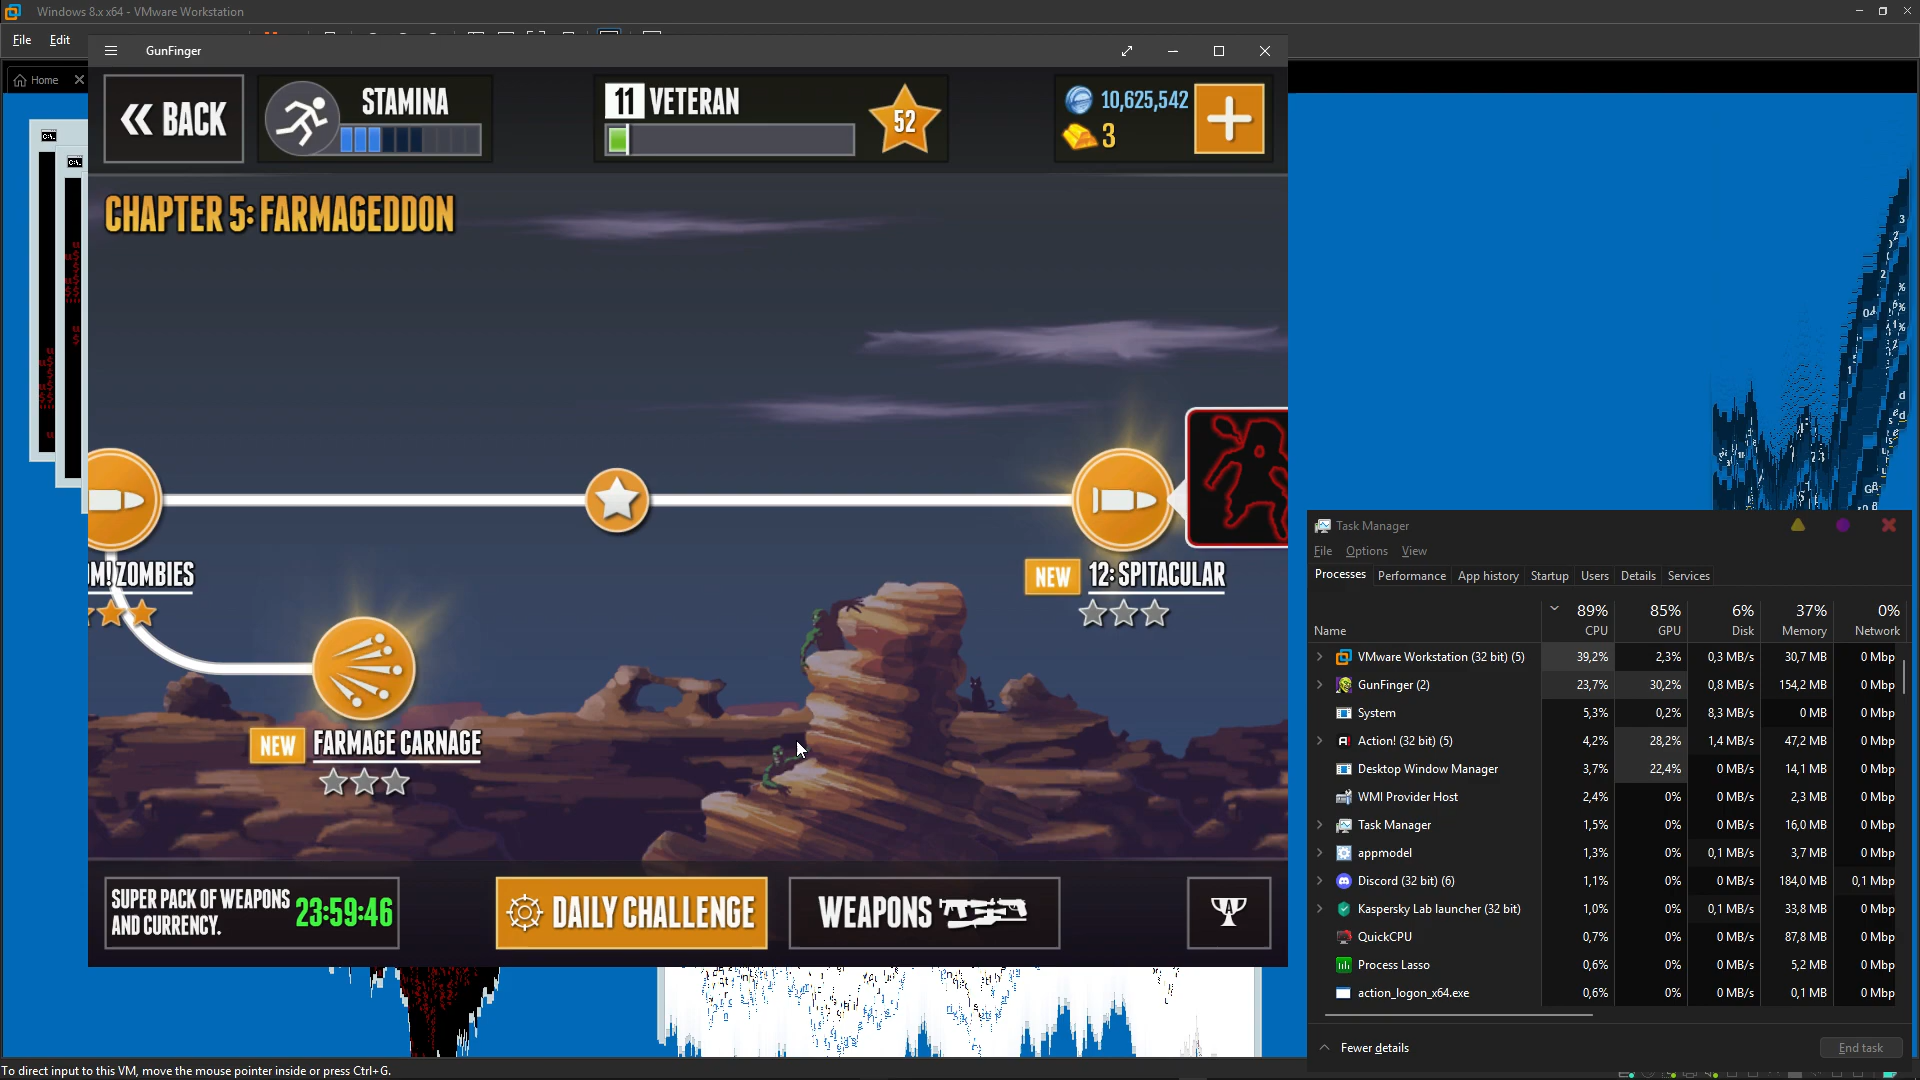 Windows 8.x x64 - VMware Workstation
File Edit
GunFinger
Home
BACK
STAMINA
11 VETERAN
52
10,625,542
3
CHAPTER 5: FARMAGEDDON
M! ZOMBIES
NEW 12: SPITACULAR
NEW FARMAGE CARNAGE
SUPER PACK OF WEAPONS
AND CURRENCY.
23:59:46
DAILY CHALLENGE
WEAPONS
Task Manager
File Options View
Processes Performance App history Startup Users Details Services
89% 85% 6% 37% 0%
Name CPU GPU Disk Memory Network
VMware Workstation (32 bit) (5) 39,2% 2,3% 0,3 MB/s 30,7 MB 0 Mbp
GunFinger (2) 23,7% 30,2% 0,8 MB/s 154,2 MB 0 Mbp
System 5,3% 0,2% 8,3 MB/s 0 MB 0 Mbp
Action! (32 bit) (5) 4,2% 28,2% 1,4 MB/s 47,2 MB 0 Mbp
Desktop Window Manager 3,7% 22,4% 0 MB/s 14,1 MB 0 Mbp
WMI Provider Host 2,4% 0% 0 MB/s 2,3 MB 0 Mbp
Task Manager 1,5% 0% 0 MB/s 16,0 MB 0 Mbp
appmodel 1,3% 0% 0,1 MB/s 3,7 MB 0 Mbp
Discord (32 bit) (6) 1,1% 0% 0 MB/s 184,0 MB 0,1 Mbp
Kaspersky Lab launcher (32 bit) 1,0% 0% 0,1 MB/s 33,8 MB 0 Mbp
QuickCPU 0,7% 0% 0 MB/s 87,8 MB 0 Mbp
Process Lasso 0,6% 0% 0 MB/s 5,2 MB 0 Mbp
action_logon_x64.exe 0,6% 0% 0 MB/s 0,1 MB 0 Mbp
Fewer details
End task
To direct input to this VM, move the mouse pointer inside or press Ctrl+G.